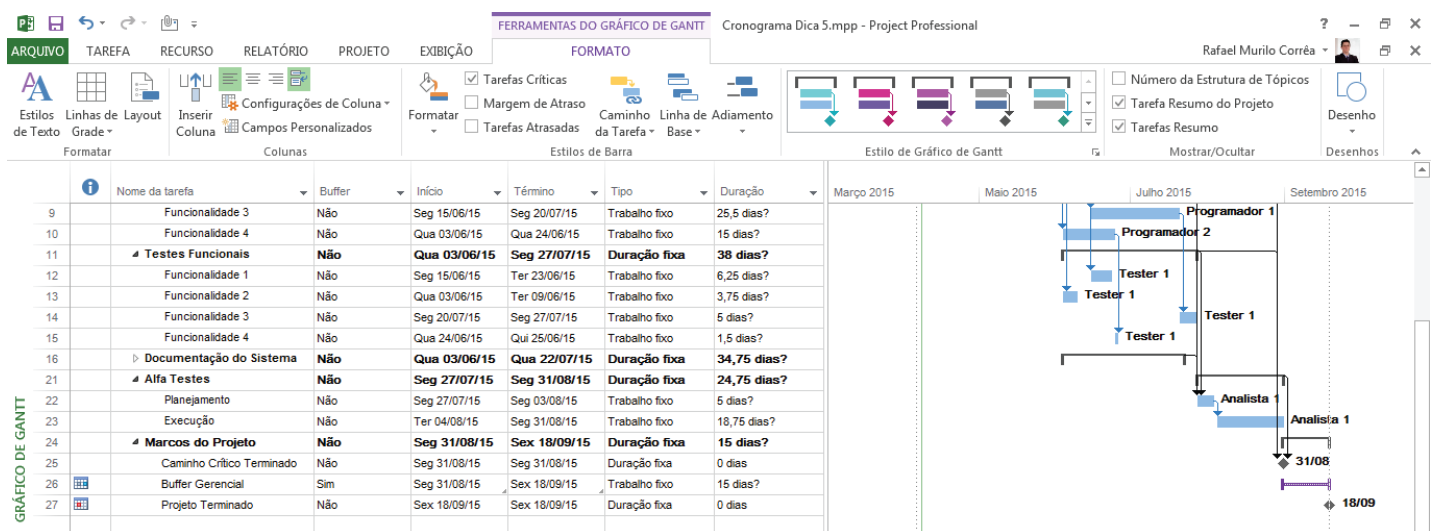 FERRAMENTAS DO GRÁFICO DE GANTT
Cronograma Dica 5.mpp - Project Professional
?
ARQUIVO TAREFA RECURSO RELATÓRIO PROJETO EXIBIÇÃO FORMATO
Rafael Murilo Corrêa
Estilos de Texto
Linhas de Grade
Layout
Formatar
Inserir Coluna
Configurações de Coluna
Campos Personalizados
Colunas
Formatar
Tarefas Críticas
Margem de Atraso
Tarefas Atrasadas
Caminho da Tarefa
Linha de Base
Adiamento
Estilos de Barra
Estilo de Gráfico de Gantt
Número da Estrutura de Tópicos
Tarefa Resumo do Projeto
Tarefas Resumo
Mostrar/Ocultar
Desenho
Desenhos
Nome da tarefa Buffer Início Término Tipo Duração Março 2015 Maio 2015 Julho 2015 Setembro 2015
9 Funcionalidade 3 Não Seg 15/06/15 Seg 20/07/15 Trabalho fixo 25,5 dias? Programador 1
10 Funcionalidade 4 Não Qua 03/06/15 Qua 24/06/15 Trabalho fixo 15 dias? Programador 2
11 Testes Funcionais Não Qua 03/06/15 Seg 27/07/15 Duração fixa 38 dias?
12 Funcionalidade 1 Não Seg 15/06/15 Ter 23/06/15 Trabalho fixo 6,25 dias? Tester 1
13 Funcionalidade 2 Não Qua 03/06/15 Ter 09/06/15 Trabalho fixo 3,75 dias? Tester 1
14 Funcionalidade 3 Não Seg 20/07/15 Seg 27/07/15 Trabalho fixo 5 dias? Tester 1
15 Funcionalidade 4 Não Qua 24/06/15 Qui 25/06/15 Trabalho fixo 1,5 dias? Tester 1
16 Documentação do Sistema Não Qua 03/06/15 Qua 22/07/15 Duração fixa 34,75 dias?
21 Alfa Testes Não Seg 27/07/15 Seg 31/08/15 Duração fixa 24,75 dias?
22 Planejamento Não Seg 27/07/15 Seg 03/08/15 Trabalho fixo 5 dias? Analista 1
23 Execução Não Ter 04/08/15 Seg 31/08/15 Trabalho fixo 18,75 dias? Analista 1
24 Marcos do Projeto Não Seg 31/08/15 Sex 18/09/15 Duração fixa 15 dias?
25 Caminho Crítico Terminado Não Seg 31/08/15 Seg 31/08/15 Duração fixa 0 dias 31/08
26 Buffer Gerencial Sim Seg 31/08/15 Sex 18/09/15 Trabalho fixo 15 dias?
27 Projeto Terminado Não Sex 18/09/15 Sex 18/09/15 Duração fixa 0 dias 18/09
GRÁFICO DE GANTT